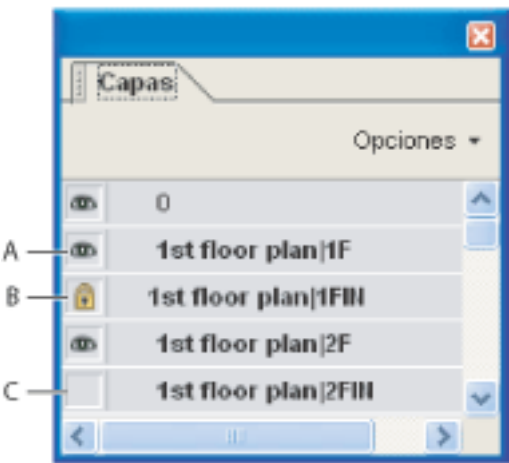 Capas
Opciones
0
A
1st floor plan|1F
B
1st floor plan|1FIN
1st floor plan|2F
C
1st floor plan|2FIN